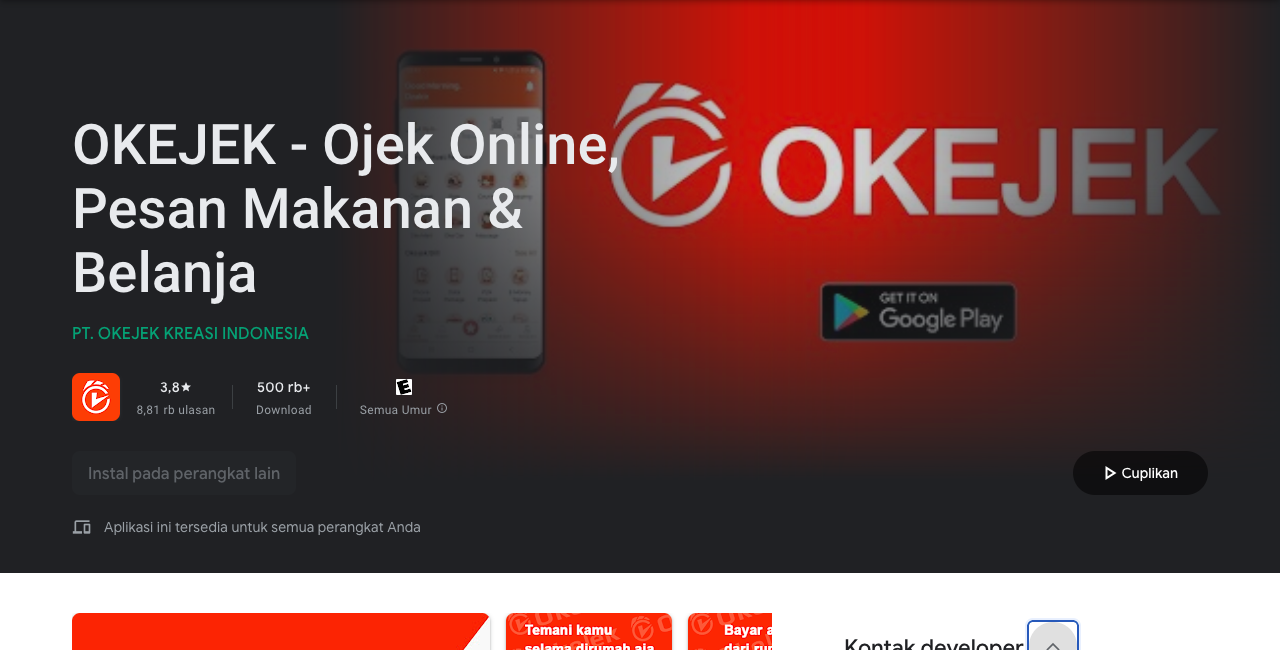 OKEJEK - Ojek Online,
Pesan Makanan &
Belanja
OKEJEK
GET IT ON
Google Play
PT. OKEJEK KREASI INDONESIA
3,8★
8,81 rb ulasan
500 rb+
Download
E
Semua Umur
Instal pada perangkat lain
Cuplikan
Aplikasi ini tersedia untuk semua perangkat Anda
Temani kamu
selama dirumah aja
Bayar a
dari rum
Kontak developer